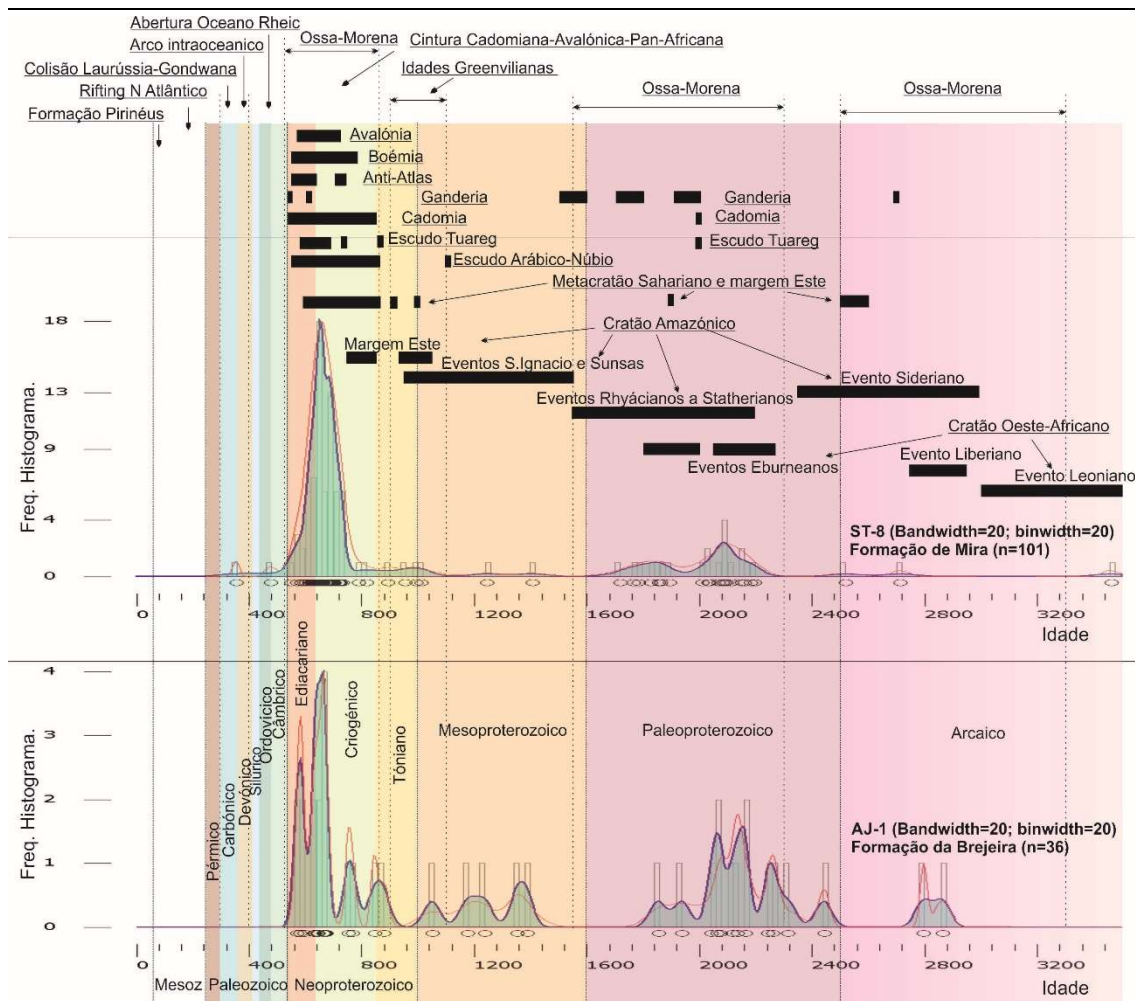 Abertura Oceano Rheic
Arco intraoceanico
Ossa-Morena
Cintura Cadomiana-Avalónica-Pan-Africana
Colisão Laurússia-Gondwana
Idades Greenvilianas
Rifting N Atlântico
Ossa-Morena
Ossa-Morena
Formação Pirinéus
Avalónia
Boémia
Anti-Atlas
Ganderia
Ganderia
Cadomia
Cadomia
Escudo Tuareg
Escudo Tuareg
Escudo Arábico-Núbio
Metacratão Sahariano e margem Este
Cratão Amazónico
Margem Este
Eventos S.Ignacio e Sunsas
Evento Sideriano
Eventos Rhyácianos a Statherianos
Cratão Oeste-Africano
Eventos Eburneanos
Evento Liberiano
Evento Leoniano
Freq. Histograma.
18
13
9
4
0
ST-8 (Bandwidth=20; binwidth=20)
Formação de Mira (n=101)
0 400 800 1200 1600 2000 2400 2800 3200
Idade
Freq. Histograma.
4
3
2
1
0
Pérmico
Carbónico
Devónico
Silúrico
Ordovícico
Câmbrico
Ediacariano
Criogénico
Tóniano
Mesoproterozoico
Paleoproterozoico
Arcaico
AJ-1 (Bandwidth=20; binwidth=20)
Formação da Brejeira (n=36)
0 400 800 1200 1600 2000 2400 2800 3200
Mesoz
Paleozoico
Neoproterozoico
Idade